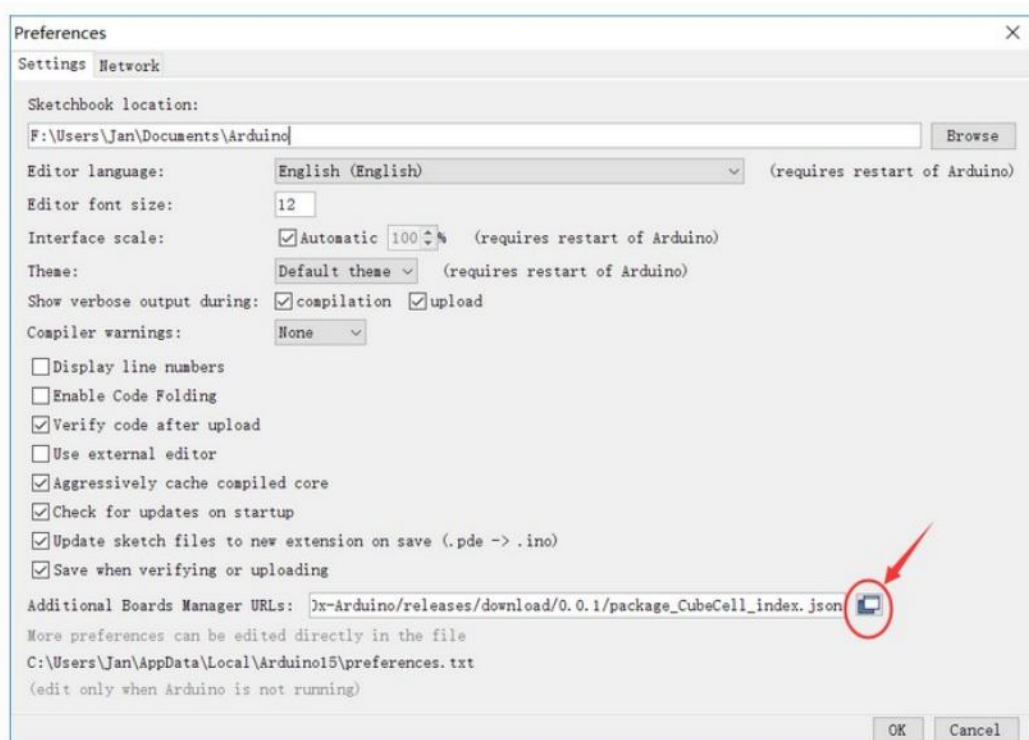 Preferences
Settings Network
Sketchbook location:
F:\Users\Jan\Documents\Arduino Browse
Editor language: English (English) (requires restart of Arduino)
Editor font size: 12
Interface scale: Automatic 100 % (requires restart of Arduino)
Theme: Default theme (requires restart of Arduino)
Show verbose output during: compilation upload
Compiler warnings: None
Display line numbers
Enable Code Folding
Verify code after upload
Use external editor
Aggressively cache compiled core
Check for updates on startup
Update sketch files to new extension on save (.pde -> .ino)
Save when verifying or uploading
Additional Boards Manager URLs: x-Arduino/releases/download/0.0.1/package_CubeCell_index.json
More preferences can be edited directly in the file
C:\Users\Jan\AppData\Local\Arduino15\preferences.txt
(edit only when Arduino is not running)
OK Cancel